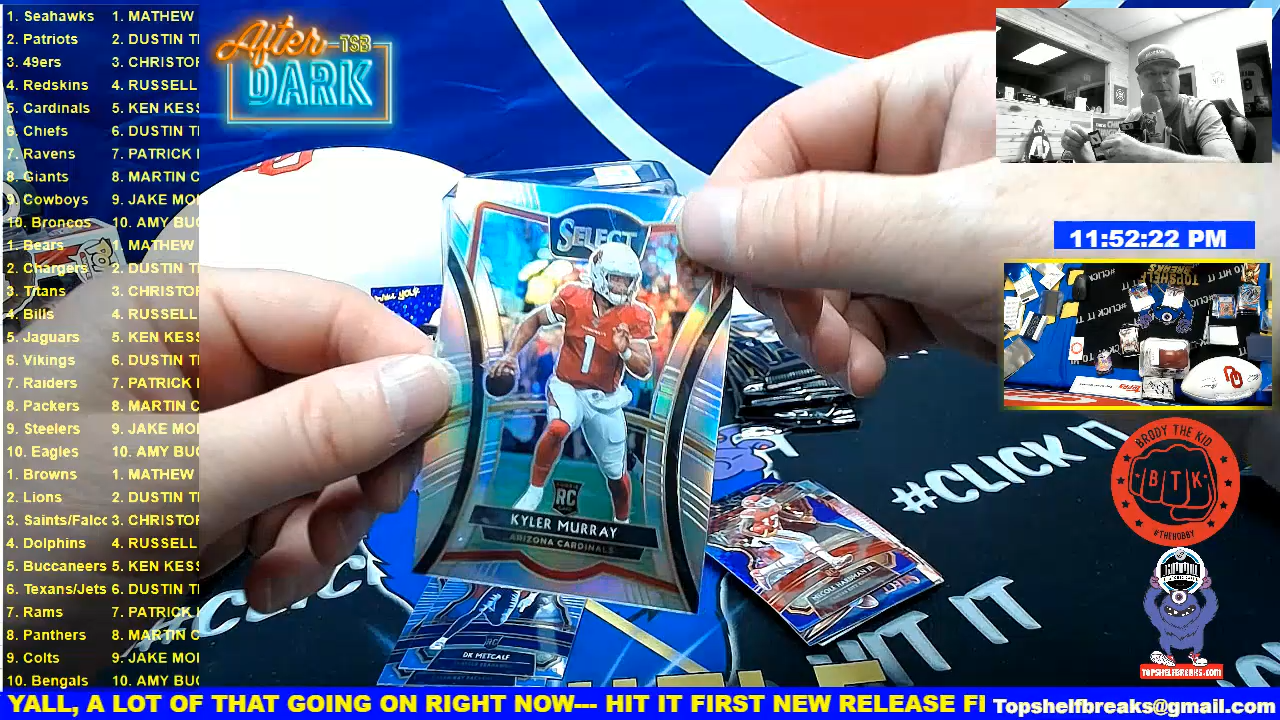 1. Seahawks 1. MATHEW
2. Patriots 2. DUSTIN T
3. 49ers 3. CHRISTOF
4. Redskins 4. RUSSELL
5. Cardinals 5. KEN KESS
6. Chiefs 6. DUSTIN T
7. Ravens 7. PATRICK
8. Giants 8. MARTIN C
9. Cowboys 9. JAKE MO
10. Broncos 10. AMY BU
1. Bears 1. MATHEW
2. Chargers 2. DUSTIN T
3. Titans 3. CHRISTOF
4. Bills 4. RUSSELL
5. Jaguars 5. KEN KESS
6. Vikings 6. DUSTIN T
7. Raiders 7. PATRICK
8. Packers 8. MARTIN C
9. Steelers 9. JAKE MO
10. Eagles 10. AMY BU
1. Browns 1. MATHEW
2. Lions 2. DUSTIN T
3. Saints/Falc 3. CHRISTOF
4. Dolphins 4. RUSSELL
5. Buccaneers 5. KEN KESS
6. Texans/Jets 6. DUSTIN T
7. Rams 7. PATRICK
8. Panthers 8. MARTIN C
9. Colts 9. JAKE MO
10. Bengals 10. AMY BU
After TSB
DARK
SELECT
1
RC
KYLER MURRAY
ARIZONA CARDINALS
DK METCALF
MECOLE HARDMAN JR.
#CLICK IT
HIT IT
11:52:22 PM
BRODY THE KID
BTK
#THEHOBBY
TOPSHELFBREAKS.COM
YALL, A LOT OF THAT GOING ON RIGHT NOW--- HIT IT FIRST NEW RELEASE FI
Topshelfbreaks@gmail.com